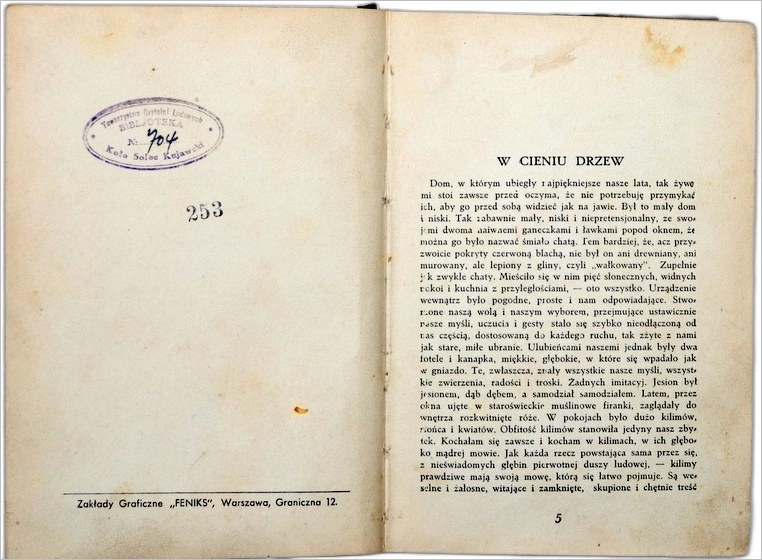 Towarzystwo Czytelni Ludowych
BIBLJOTEKA
Nr. 704
Koło Solec Kujawski
253
Zakłady Graficzne „FENIKS", Warszawa, Graniczna 12.
W CIENIU DRZEW
Dom, w którym ubiegły najpiękniejsze nasze lata, tak żywo
mi stoi zawsze przed oczyma, że nie potrzebuję przymykać
ich, aby go przed sobą widzieć jak na jawie. Był to mały dom
i niski. Tak zabawnie mały, niski i niepretensjonalny, ze swo-
jemi dwoma naiwnemi ganeczkami i ławkami popod oknem, że
można go było nazwać śmiało chatą. Tem bardziej, że, acz przy-
zwoicie pokryty czerwoną blachą, nie był on ani drewniany, ani
murowany, ale lepiony z gliny, czyli „wałkowany". Zupełnie
jak zwykłe chaty. Mieściło się w nim pięć słonecznych, widnych
pokoi i kuchnia z przyległościami, — oto wszystko. Urządzenie
wewnątrz było pogodne, proste i nam odpowiadające. Stwo-
rzone naszą wolą i naszym wyborem, przejmujące ustawicznie
nasze myśli, uczucia i gesty stało się szybko nieodłączoną od
nas częścią, dostosowaną do każdego ruchu, tak zżyte z nami
jak stare, miłe ubranie. Ulubieńcami naszemi jednak były dwa
fotele i kanapka, miękkie, głębokie, w które się wpadało jak
w gniazdo. Te, zwłaszcza, znały wszystkie nasze myśli, wszyst-
kie zwierzenia, radości i troski. Żadnych imitacyj. Jesion był
jesionem, dąb dębem, a samodział samodziałem. Latem, przez
okna ujęte w staroświeckie muślinowe firanki, zaglądały do
wnętrza rozkwitnięte róże. W pokojach było dużo kilimów,
słońca i kwiatów. Obfitość kilimów stanowiła jedyny nasz zby-
tek. Kochałam się zawsze i kocham w kilimach, w ich głębo-
ko mądrej mowie. Jak każda rzecz powstająca sama przez się,
z nieświadomych głębin pierwotnej duszy ludowej, — kilimy
prawdziwe mają swoją mowę, którą się łatwo pojmuje. Są we-
selne i żałosne, witające i zamknięte, skupione i chętnie treść
5